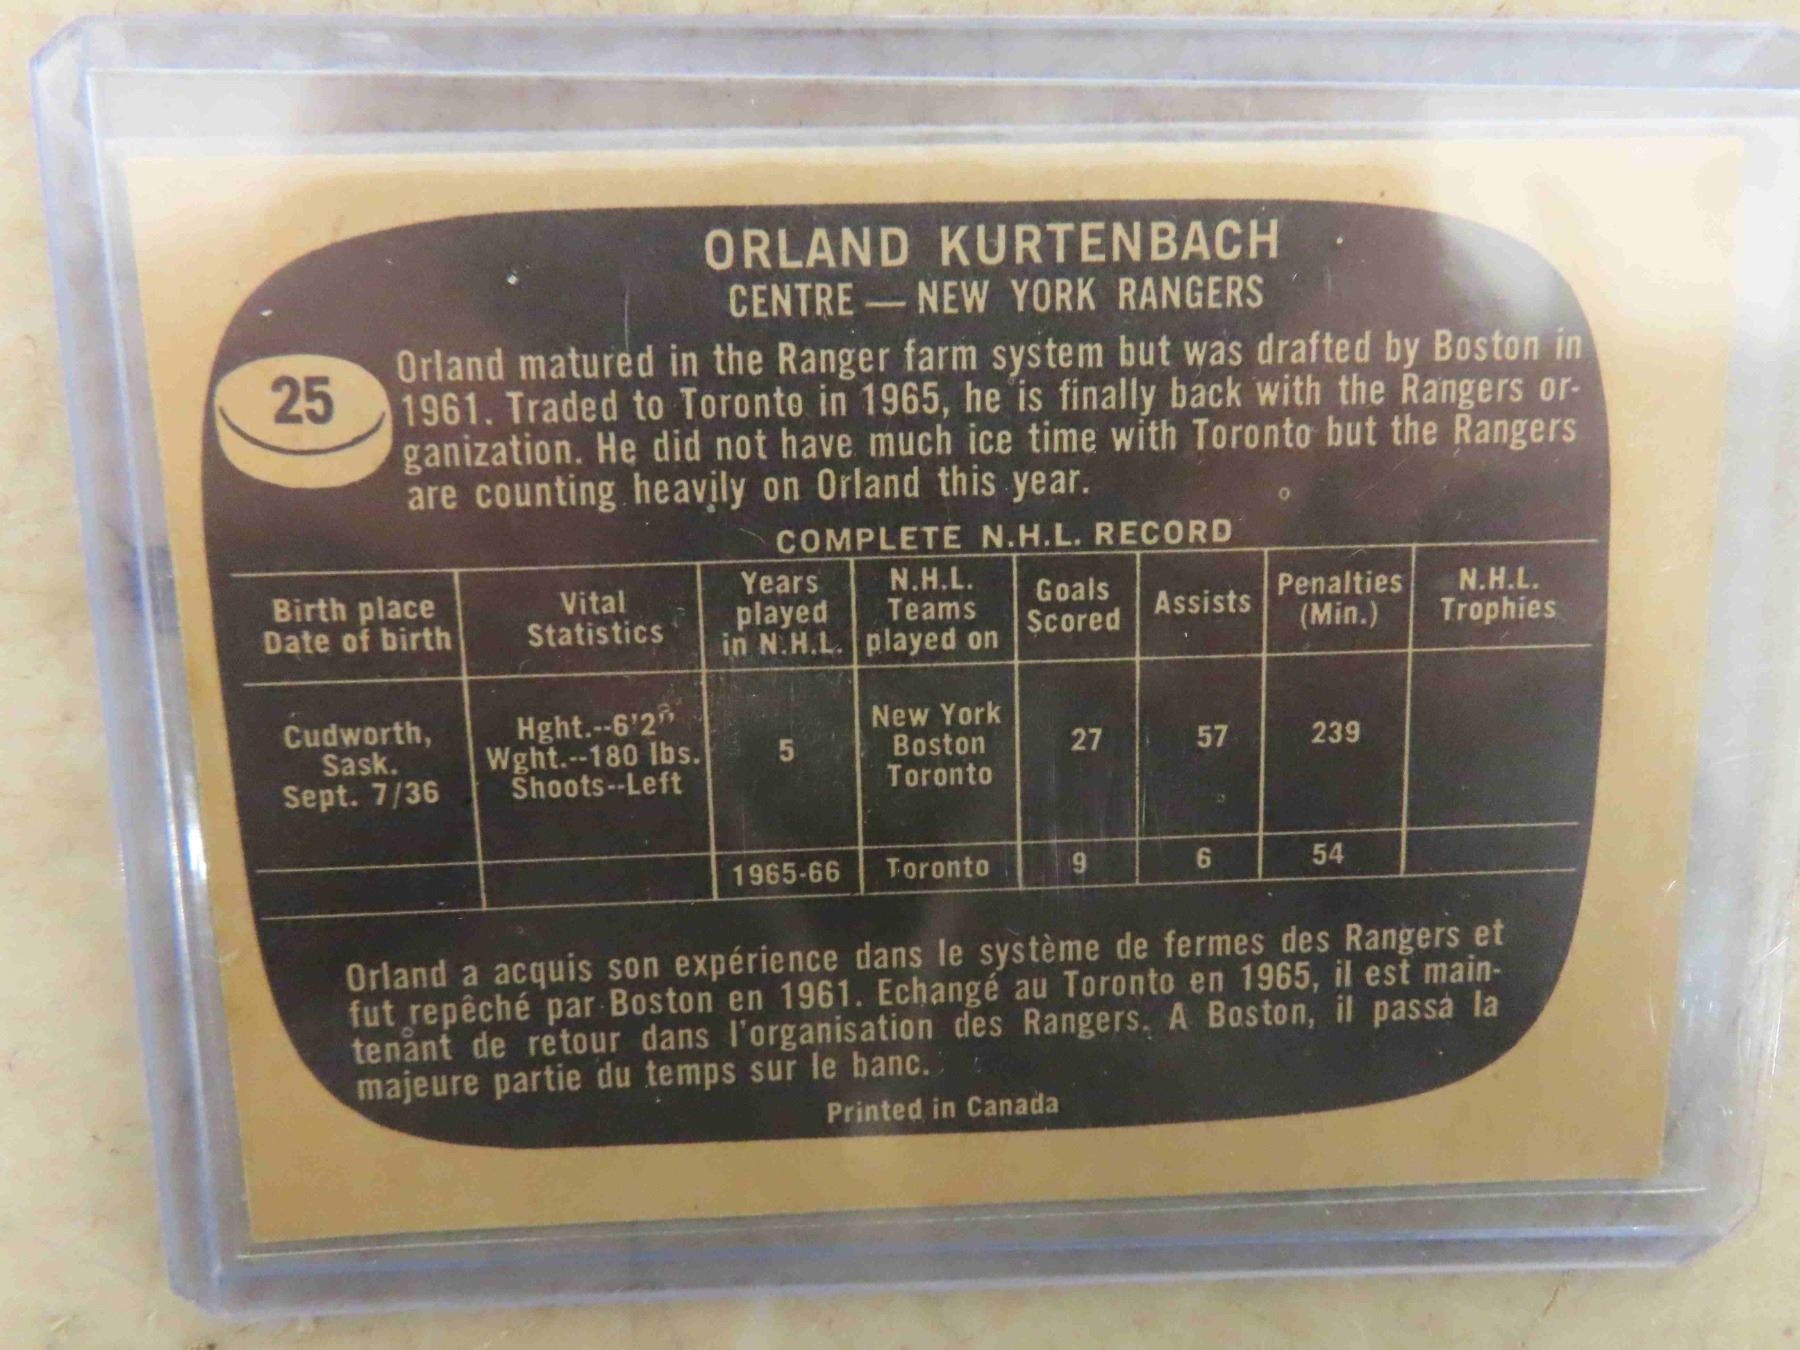 ORLAND KURTENBACH
CENTRE — NEW YORK RANGERS
25
Orland matured in the Ranger farm system but was drafted by Boston in
1961. Traded to Toronto in 1965, he is finally back with the Rangers or-
ganization. He did not have much ice time with Toronto but the Rangers
are counting heavily on Orland this year.
COMPLETE N.H.L. RECORD
Birth place
Date of birth
Vital
Statistics
Years
played
in N.H.L.
N.H.L.
Teams
played on
Goals
Scored
Assists
Penalties
(Min.)
N.H.L.
Trophies
Cudworth,
Sask.
Sept. 7/36
Hght.--6'2"
Wght.--180 lbs.
Shoots--Left
5
New York
Boston
Toronto
27
57
239
1965-66
Toronto
9
6
54
Orland a acquis son expérience dans le système de fermes des Rangers et
fut repêché par Boston en 1961. Echangé au Toronto en 1965, il est main-
tenant de retour dans l'organisation des Rangers. A Boston, il passa la
majeure partie du temps sur le banc.
Printed in Canada